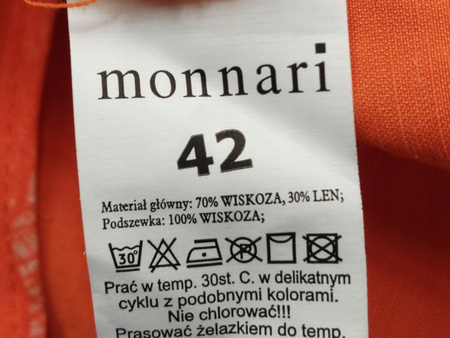 monnari
42
Materiał główny: 70% WISKOZA, 30% LEN;
Podszewka: 100% WISKOZA;
30°
Prać w temp. 30st. C. w delikatnym
cyklu z podobnymi kolorami.
Nie chlorować!!!
Prasować żelazkiem do temp.